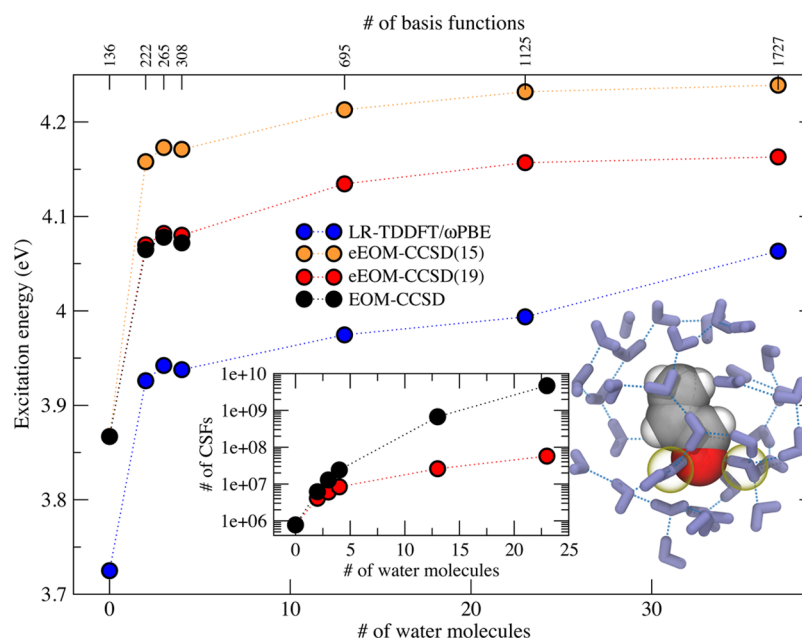 # of basis functions
136 222 265 308 695 1125 1727
4.2
4.1
4
3.9
3.8
3.7
Excitation energy (eV)
LR-TDDFT/ωPBE
eEOM-CCSD(15)
eEOM-CCSD(19)
EOM-CCSD
1e+10
1e+09
1e+08
1e+07
1e+06
# of CSFs
0 5 10 15 20 25
# of water molecules
0 10 20 30
# of water molecules